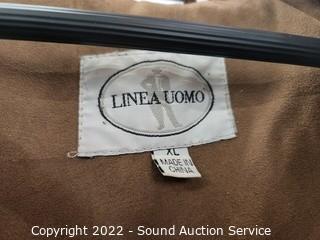 LINEA UOMO
XL
MADE IN
CHINA
Copyright 2022 - Sound Auction Service